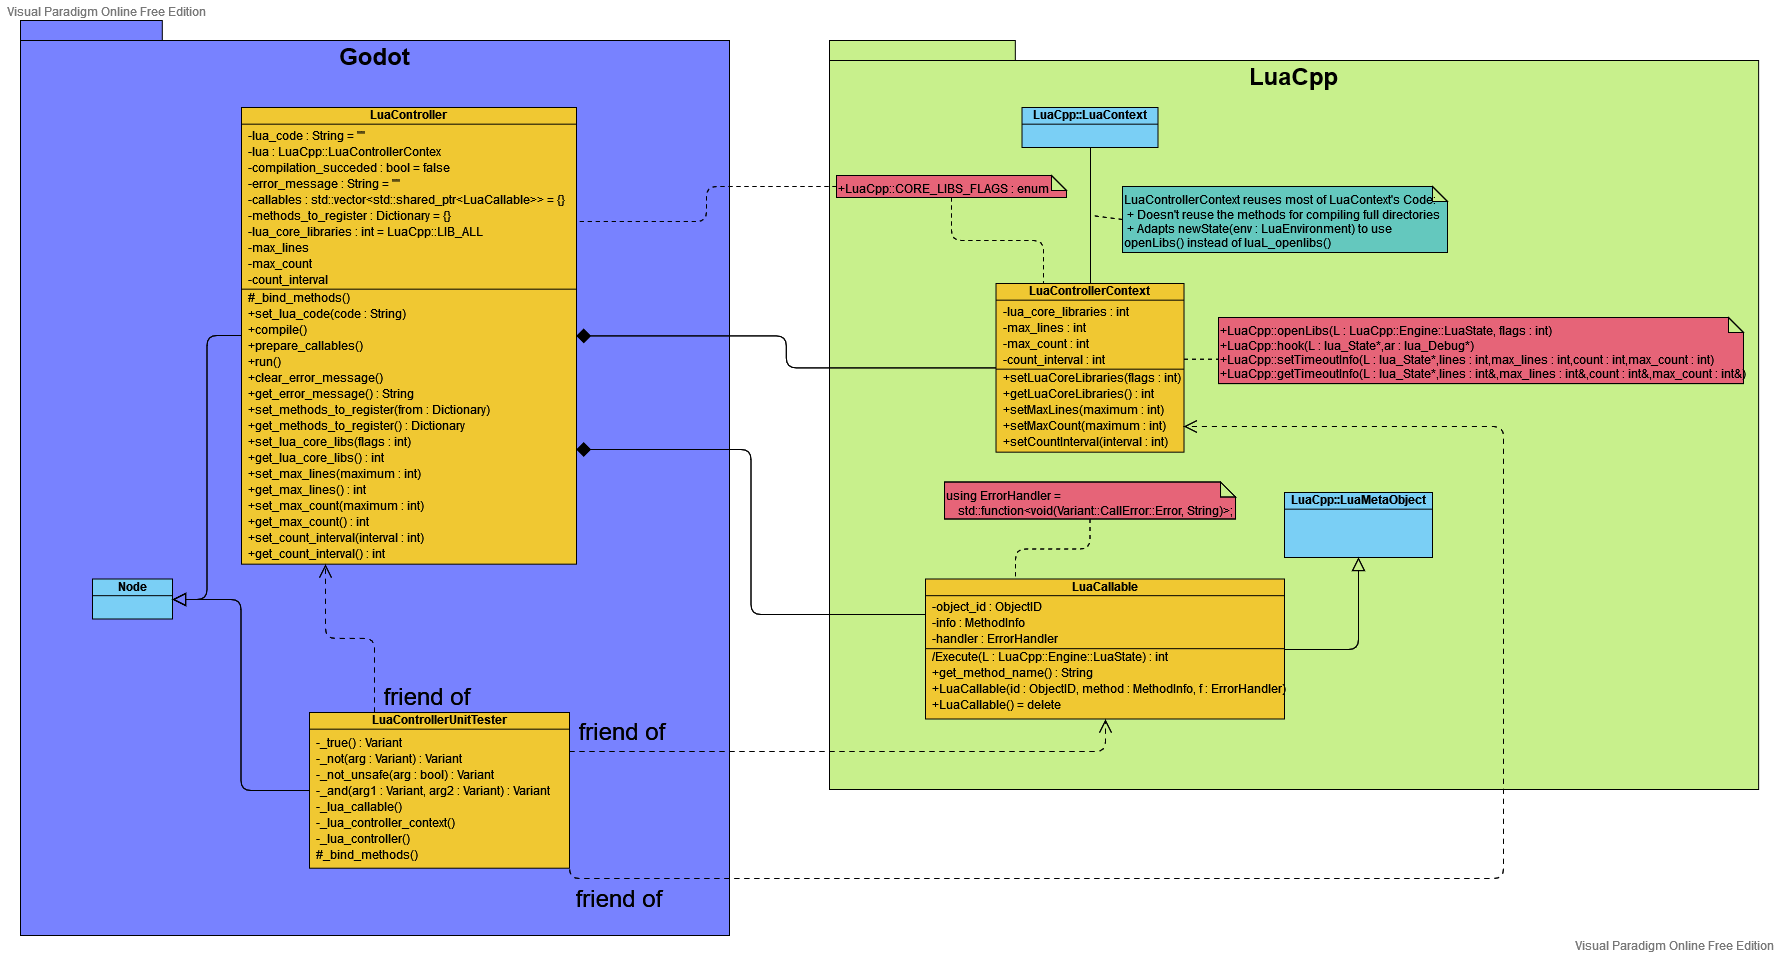 Visual Paradigm Online Free Edition
Godot
LuaController
-lua_code : String = ""
-lua : LuaCpp::LuaControllerContex
-compilation_succeded : bool = false
-error_message : String = ""
-callables : std::vector<std::shared_ptr<LuaCallable>> = {}
-methods_to_register : Dictionary = {}
-lua_core_libraries : int = LuaCpp::LIB_ALL
-max_lines
-max_count
-count_interval
#_bind_methods()
+set_lua_code(code : String)
+compile()
+prepare_callables()
+run()
+clear_error_message()
+get_error_message() : String
+set_methods_to_register(from : Dictionary)
+get_methods_to_register() : Dictionary
+set_lua_core_libs(flags : int)
+get_lua_core_libs() : int
+set_max_lines(maximum : int)
+get_max_lines() : int
+set_max_count(maximum : int)
+get_max_count() : int
+set_count_interval(interval : int)
+get_count_interval() : int
Node
friend of
LuaControllerUnitTester
-_true() : Variant
-_not(arg : Variant) : Variant
-_not_unsafe(arg : bool) : Variant
-_and(arg1 : Variant, arg2 : Variant) : Variant
-_lua_callable()
-_lua_controller_context()
-_lua_controller()
#_bind_methods()
friend of
friend of
LuaCpp
LuaCpp::LuaContext
+LuaCpp::CORE_LIBS_FLAGS : enum
LuaControllerContext reuses most of LuaContext's Code:
+ Doesn't reuse the methods for compiling full directories
+ Adapts newState(env : LuaEnvironment) to use
openLibs() instead of luaL_openlibs()
LuaControllerContext
-lua_core_libraries : int
-max_lines : int
-max_count : int
-count_interval : int
+setLuaCoreLibraries(flags : int)
+getLuaCoreLibraries() : int
+setMaxLines(maximum : int)
+setMaxCount(maximum : int)
+setCountInterval(interval : int)
+LuaCpp::openLibs(L : LuaCpp::Engine::LuaState, flags : int)
+LuaCpp::hook(L : lua_State*,ar : lua_Debug*)
+LuaCpp::setTimeoutInfo(L : lua_State*,lines : int,max_lines : int,count : int,max_count : int)
+LuaCpp::getTimeoutInfo(L : lua_State*,lines : int&,max_lines : int&,count : int&,max_count : int&)
using ErrorHandler =
std::function<void(Variant::CallError::Error, String)>;
LuaCpp::LuaMetaObject
LuaCallable
-object_id : ObjectID
-info : MethodInfo
-handler : ErrorHandler
/Execute(L : LuaCpp::Engine::LuaState) : int
+get_method_name() : String
+LuaCallable(id : ObjectID, method : MethodInfo, f : ErrorHandler)
+LuaCallable() = delete
Visual Paradigm Online Free Edition